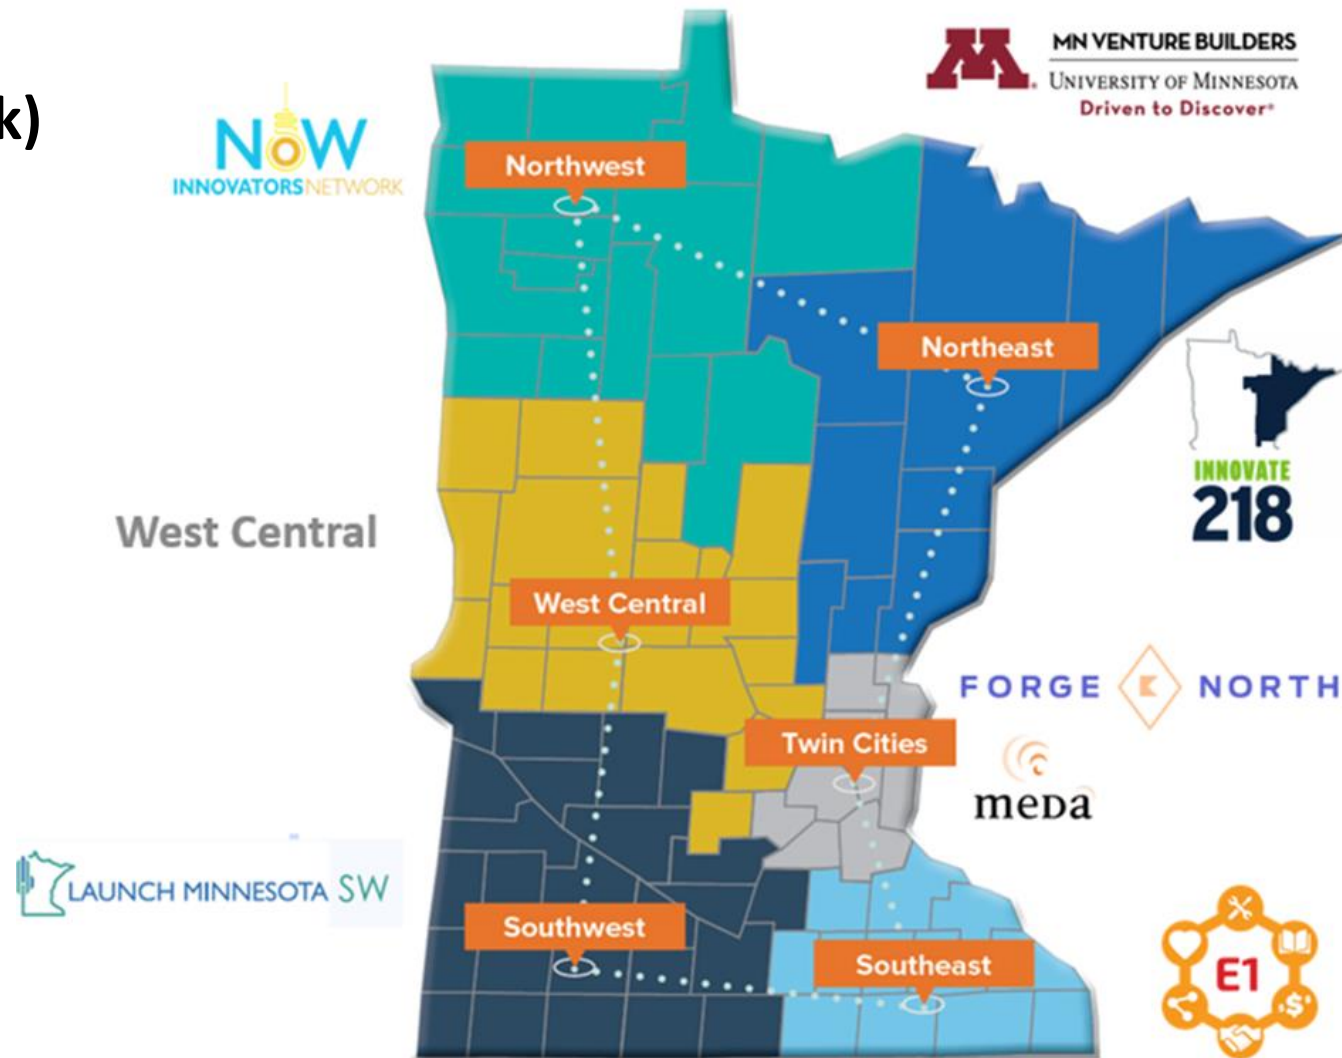 k)
MN VENTURE BUILDERS
UNIVERSITY OF MINNESOTA
Driven to Discover®
NOW
INNOVATORS NETWORK
Northwest
Northeast
INNOVATE
218
West Central
West Central
FORGE NORTH
Twin Cities
meDa
LAUNCH MINNESOTA SW
Southwest
Southeast
E1